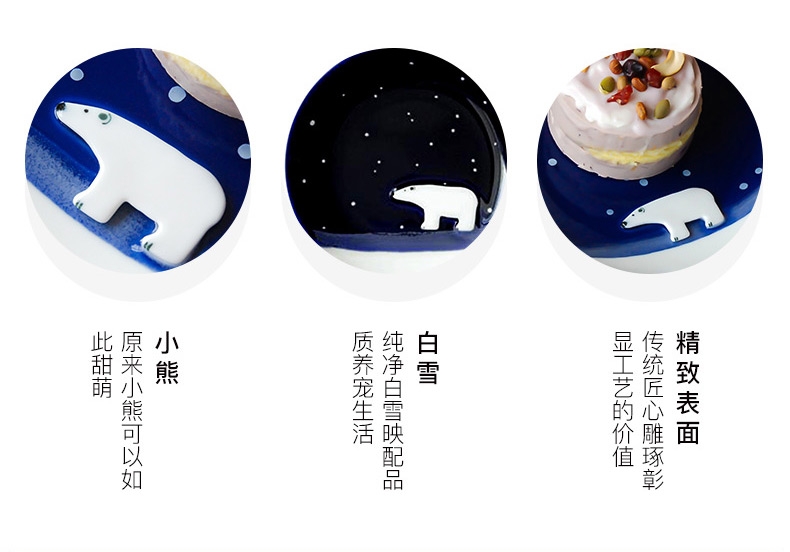 小熊
原来小熊可以如
此甜萌
白雪
纯净白雪映配品
质养宠生活
精致表面
传统匠心雕琢彰
显工艺的价值